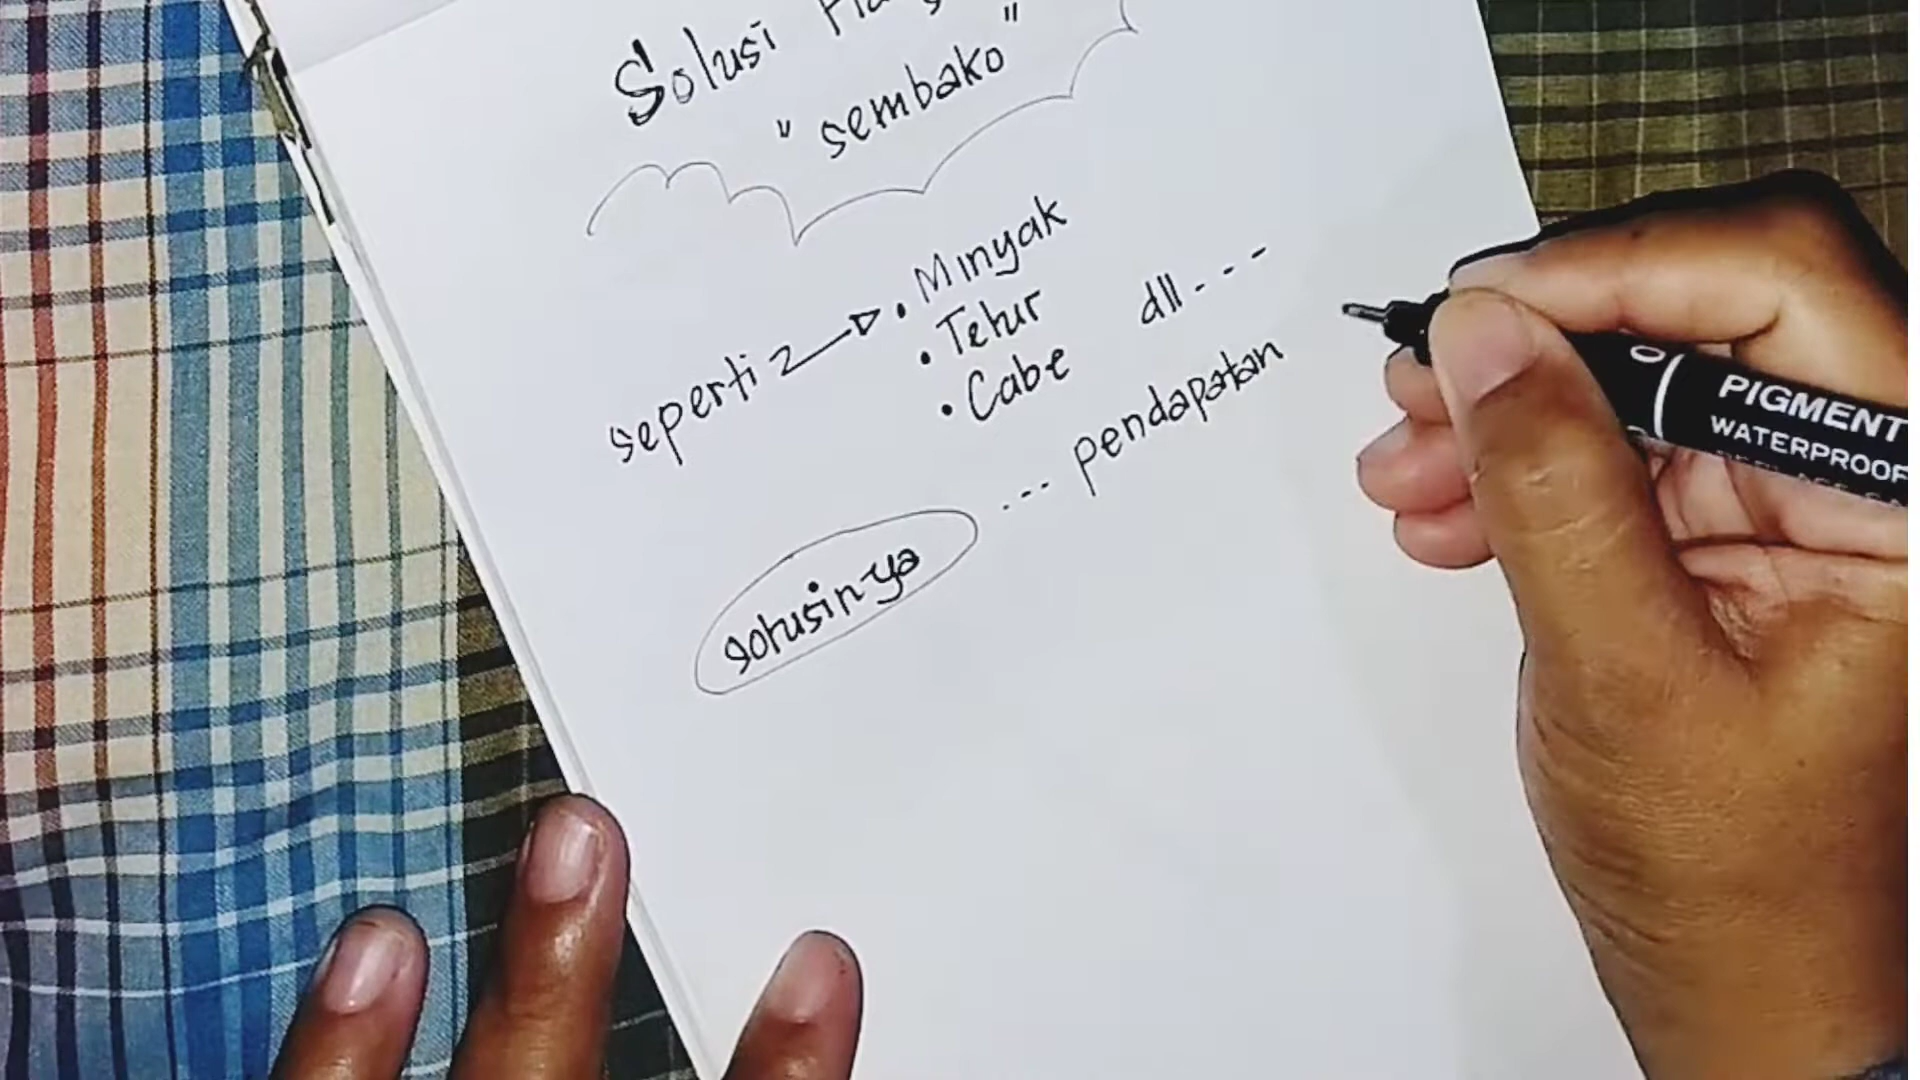 Solusi
"sembako"
seperti2 → • Minyak
• Telur
• Cabe dll - - -
solusinya - - - pendapatan
PIGMENT
WATERPROOF